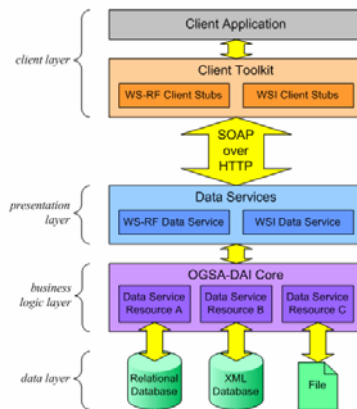 Client Application
client layer
Client Toolkit
WS-RF Client Stubs
WSI Client Stubs
SOAP
over
HTTP
Data Services
presentation
layer
WS-RF Data Service
WSI Data Service
OGSA-DAI Core
business
logic layer
Data Service
Resource A
Data Service
Resource B
Data Service
Resource C
data layer
Relational
Database
XML
Database
File